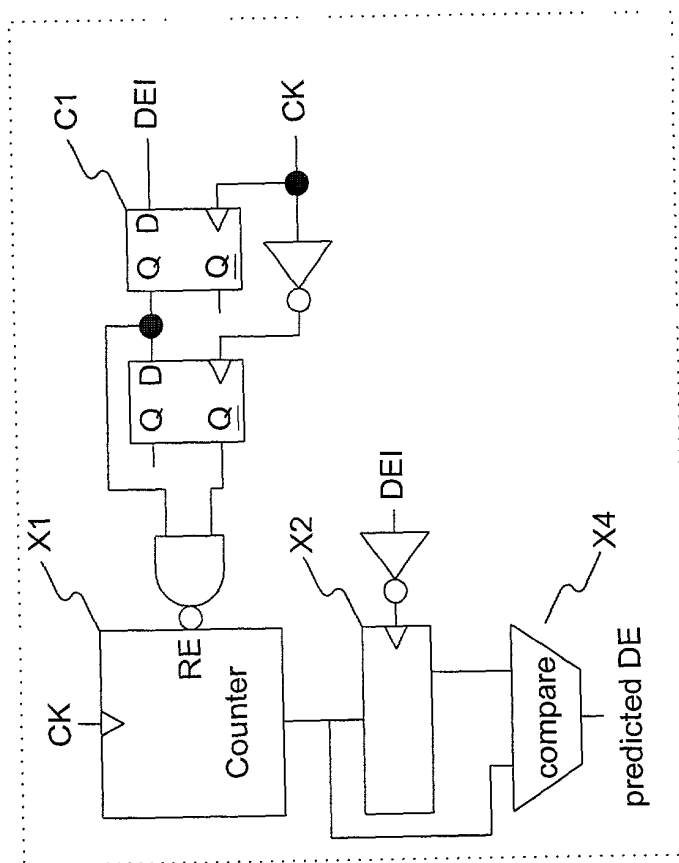 X1
C1
CK
DEI
Q D
Q D
Q̅
Q̅
RE
Counter
CK
X2
DEI
compare
X4
predicted DE